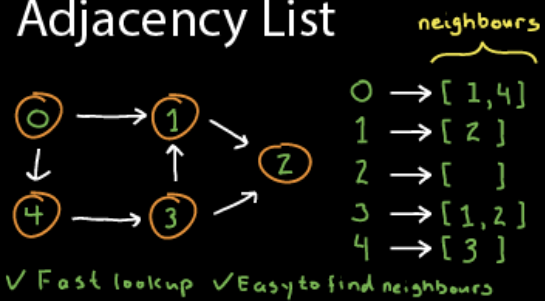 Adjacency List
neighbours
0 → [ 1,4]
1 → [ 2 ]
2 → [ ]
3 → [1,2]
4 → [ 3 ]
0
1
2
4
3
✓ Fast lookup ✓ Easy to find neighbours